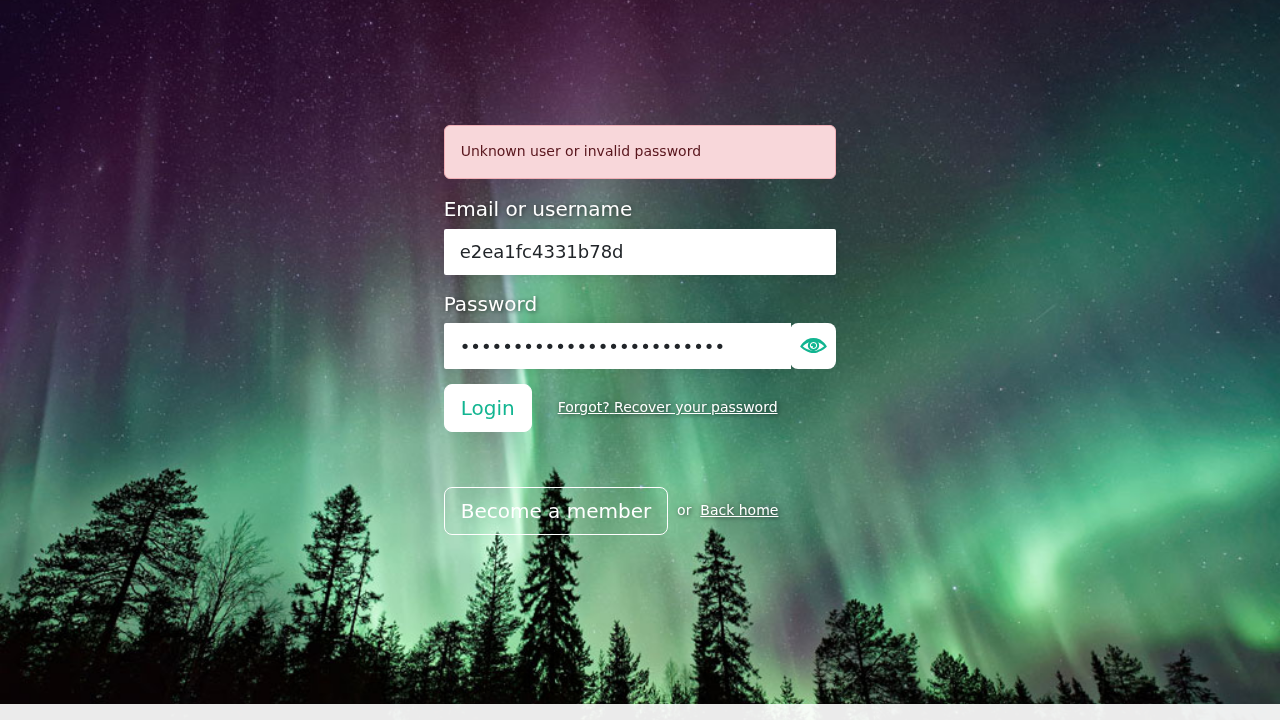 Unknown user or invalid password
Email or username
e2ea1fc4331b78d
Password
Login
Forgot? Recover your password
Become a member or Back home